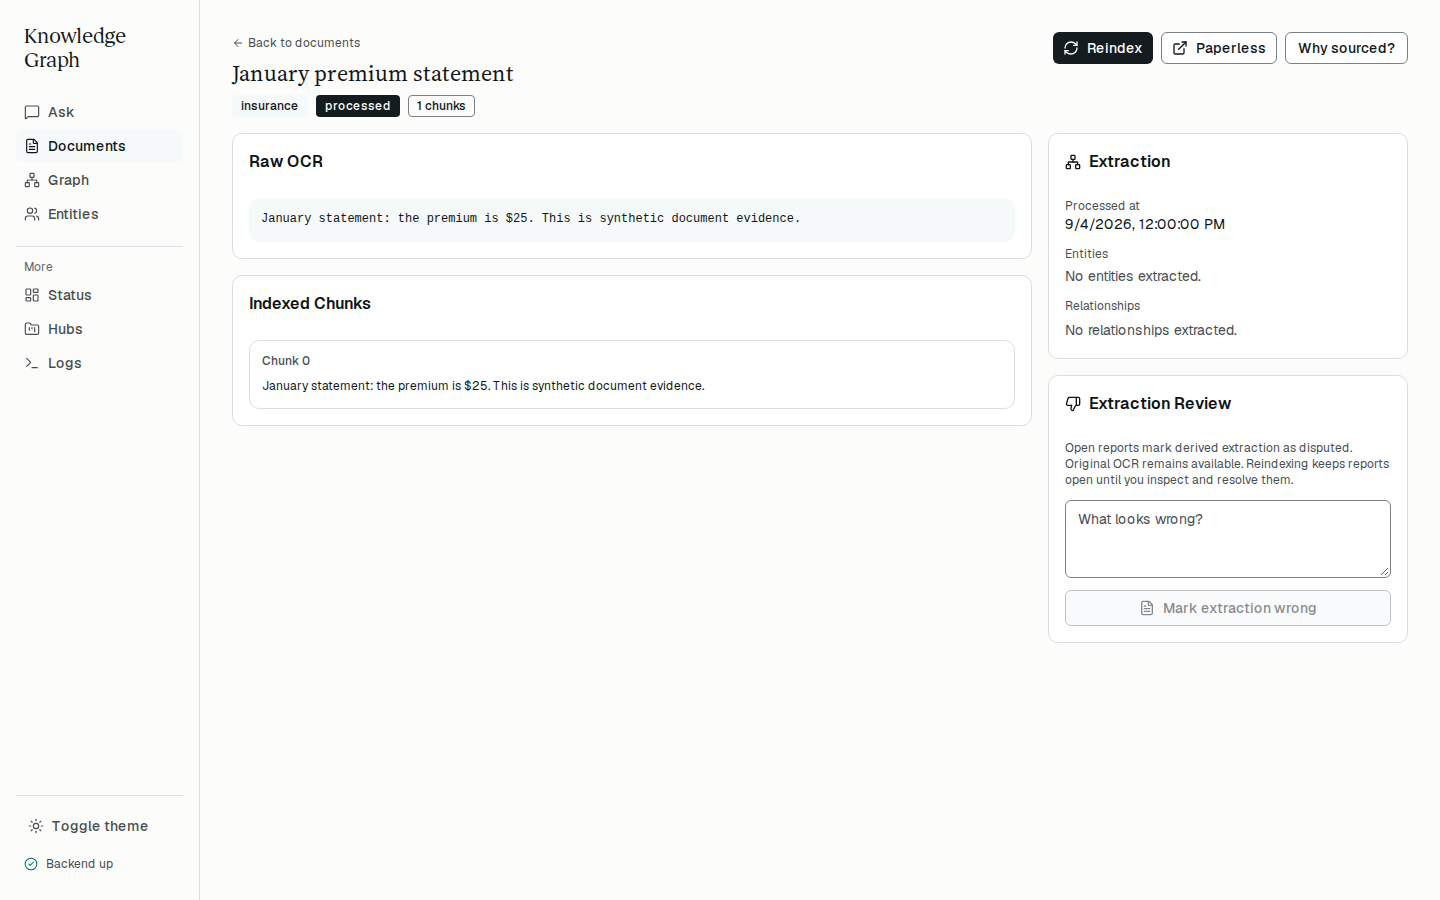 Knowledge
Graph
Ask
Documents
Graph
Entities
More
Status
Hubs
Logs
Toggle theme
Backend up
Back to documents
January premium statement
insurance
processed
1 chunks
Reindex
Paperless
Why sourced?
Raw OCR
January statement: the premium is $25. This is synthetic document evidence.
Indexed Chunks
Chunk 0
January statement: the premium is $25. This is synthetic document evidence.
Extraction
Processed at
9/4/2026, 12:00:00 PM
Entities
No entities extracted.
Relationships
No relationships extracted.
Extraction Review
Open reports mark derived extraction as disputed.
Original OCR remains available. Reindexing keeps reports
open until you inspect and resolve them.
What looks wrong?
Mark extraction wrong